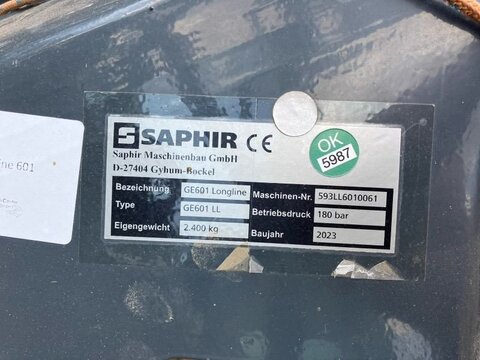 SAPHIR CE
Saphir Maschinenbau GmbH
D-27404 Gyhum-Bockel
OK
5987
Bezeichnung GE601 Longline Maschinen-Nr. 593LL6010061
Type GE601 LL Betriebsdruck 180 bar
Eigengewicht 2.400 kg Baujahr 2023
ine 601